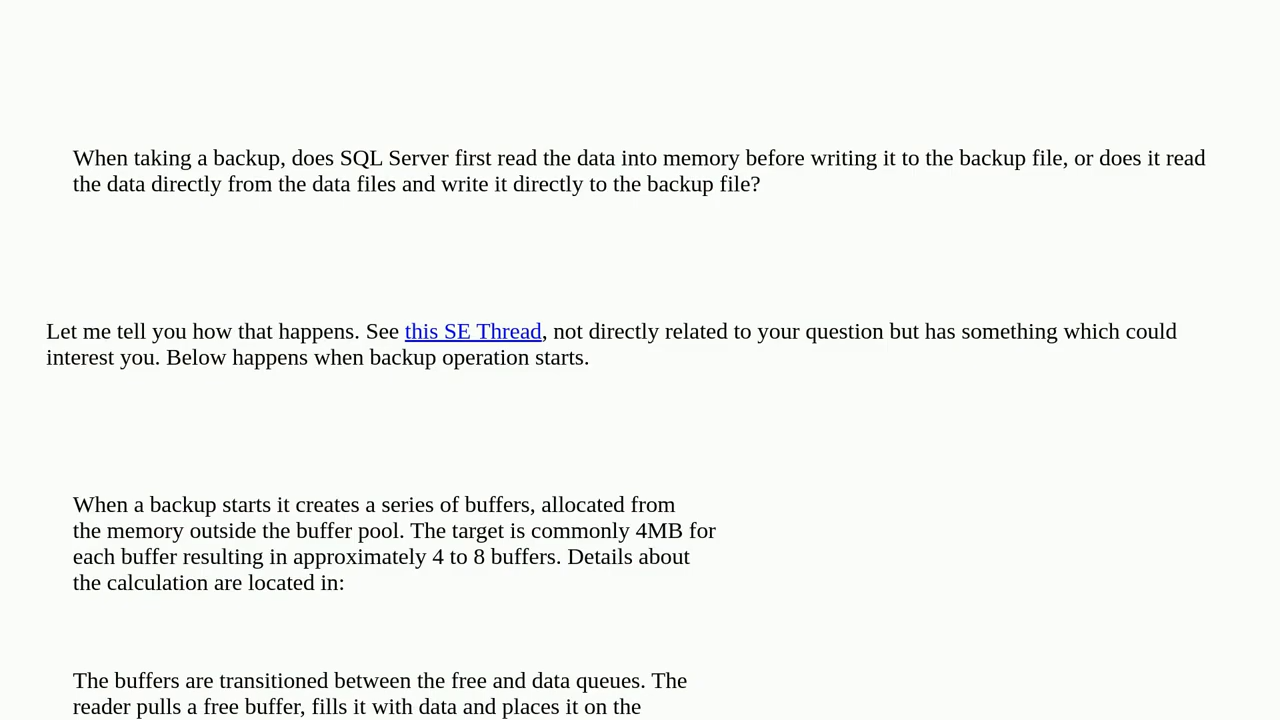 When taking a backup, does SQL Server first read the data into memory before writing it to the backup file, or does it read
the data directly from the data files and write it directly to the backup file?
Let me tell you how that happens. See this SE Thread, not directly related to your question but has something which could
interest you. Below happens when backup operation starts.
When a backup starts it creates a series of buffers, allocated from
the memory outside the buffer pool. The target is commonly 4MB for
each buffer resulting in approximately 4 to 8 buffers. Details about
the calculation are located in:
The buffers are transitioned between the free and data queues. The
reader pulls a free buffer, fills it with data and places it on the